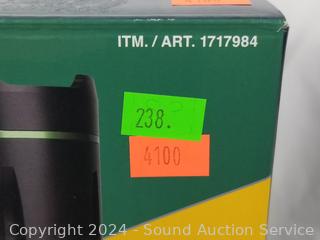 ITM. / ART. 1717984
238.
4100
Copyright © 2024 - Sound Auction Service